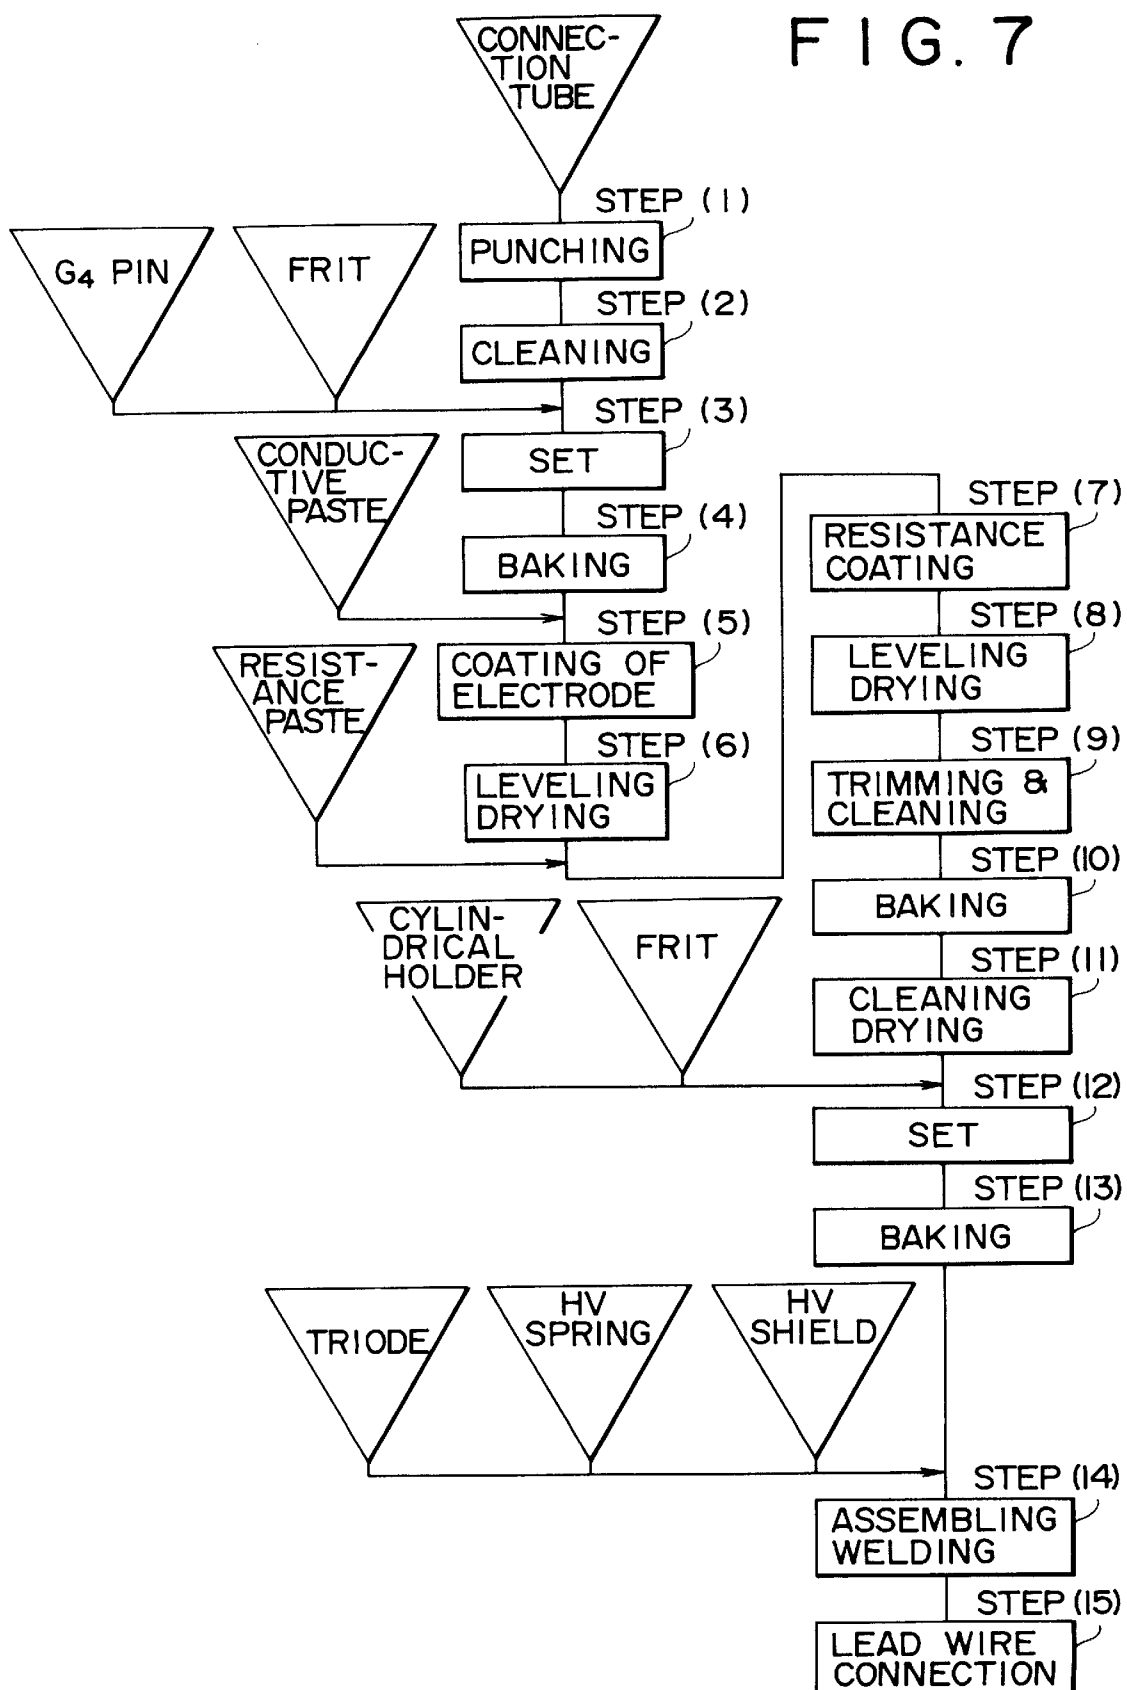 FIG. 7
CONNEC-
TION
TUBE
STEP (1)
PUNCHING
G4 PIN
FRIT
STEP (2)
CLEANING
STEP (3)
SET
CONDUC-
TIVE
PASTE
STEP (4)
BAKING
STEP (5)
COATING OF
ELECTRODE
RESIST-
ANCE
PASTE
STEP (6)
LEVELING
DRYING
STEP (7)
RESISTANCE
COATING
STEP (8)
LEVELING
DRYING
STEP (9)
TRIMMING &
CLEANING
STEP (10)
BAKING
STEP (11)
CLEANING
DRYING
CYLIN-
DRICAL
HOLDER
FRIT
STEP (12)
SET
STEP (13)
BAKING
TRIODE
HV
SPRING
HV
SHIELD
STEP (14)
ASSEMBLING
WELDING
STEP (15)
LEAD WIRE
CONNECTION